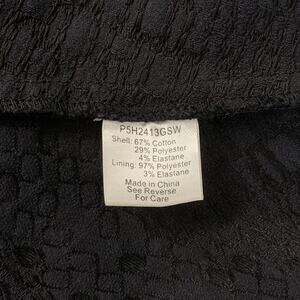 P5H2413GSW
Shell: 67% Cotton
29% Polyester
4% Elastane
Lining: 97% Polyester
3% Elastane
Made in China
See Reverse
For Care